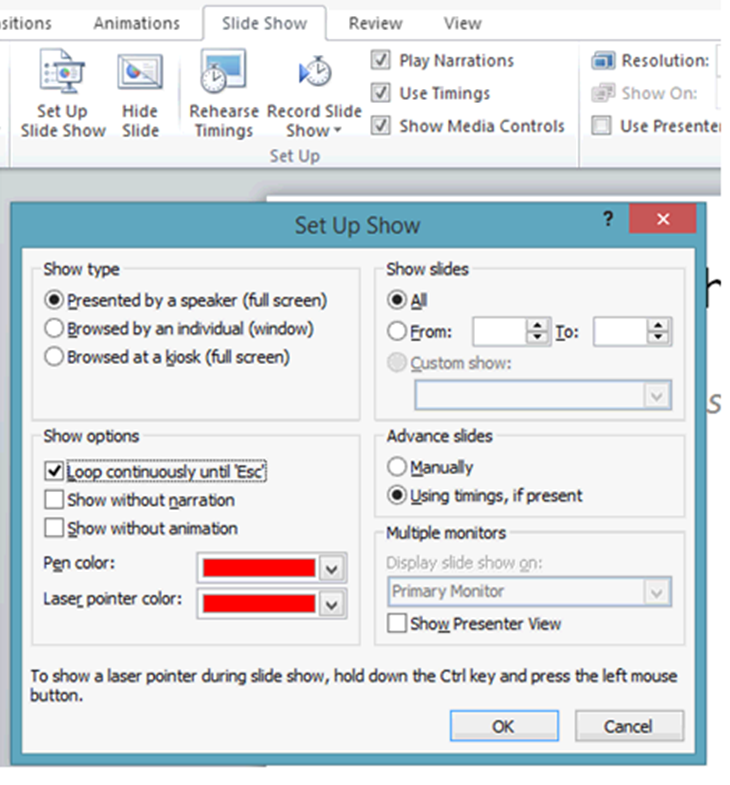 sitions Animations Slide Show Review View
Set Up Slide Show
Hide Slide
Rehearse Timings
Record Slide Show
Play Narrations
Use Timings
Show Media Controls
Resolution:
Show On:
Use Presenter
Set Up
Set Up Show ?
Show type
Presented by a speaker (full screen)
Browsed by an individual (window)
Browsed at a kiosk (full screen)
Show slides
All
From: To:
Custom show:
Show options
Loop continuously until 'Esc'
Show without narration
Show without animation
Pen color:
Laser pointer color:
Advance slides
Manually
Using timings, if present
Multiple monitors
Display slide show on:
Primary Monitor
Show Presenter View
To show a laser pointer during slide show, hold down the Ctrl key and press the left mouse
button.
OK Cancel